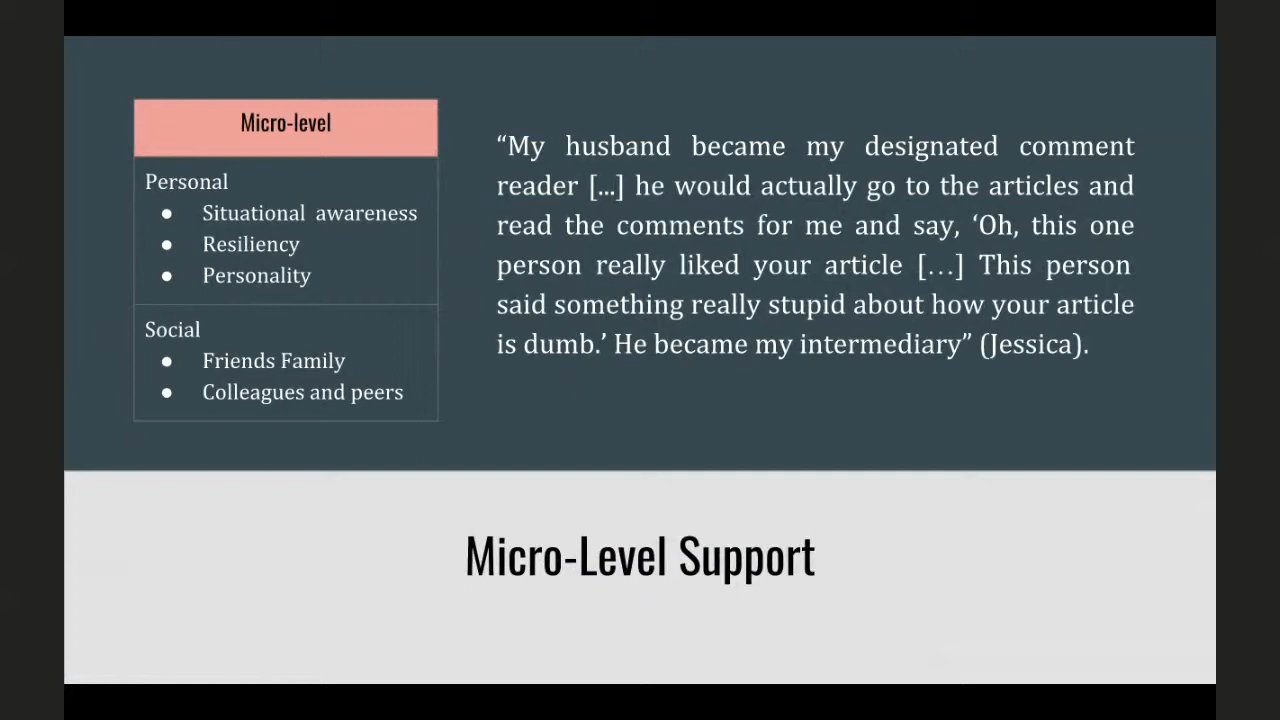 Micro-level
Personal
● Situational awareness
● Resiliency
● Personality
Social
● Friends Family
● Colleagues and peers
“My husband became my designated comment
reader [...] he would actually go to the articles and
read the comments for me and say, ‘Oh, this one
person really liked your article […] This person
said something really stupid about how your article
is dumb.’ He became my intermediary” (Jessica).
Micro-Level Support